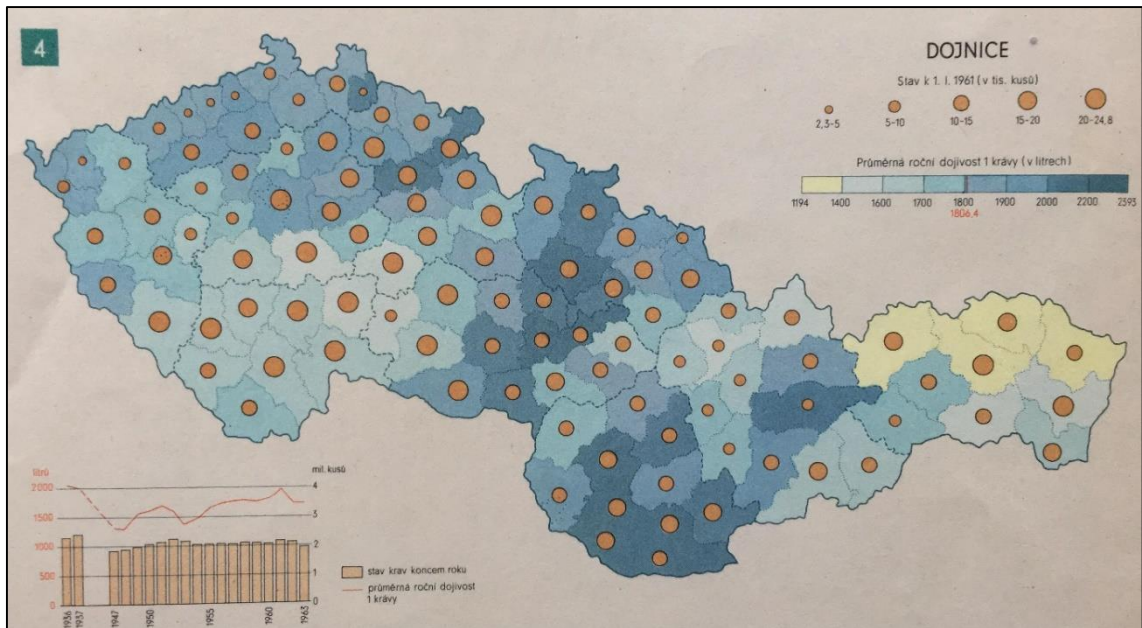 4
DOJNICE
Stav k 1. 1. 1961 (v tis. kusů)
2,3-5 5-10 10-15 15-20 20-24,8
Průměrná roční dojivost 1 krávy (v litrech)
1194 1400 1600 1700 1800 1900 2000 2200 2393
1806,4
litrů
mil. kusů
2000
1500
1000
500
0
4
3
2
1
0
1936
1937
1947
1950
1955
1960
1963
stav krav koncem roku
průměrná roční dojivost
1 krávy